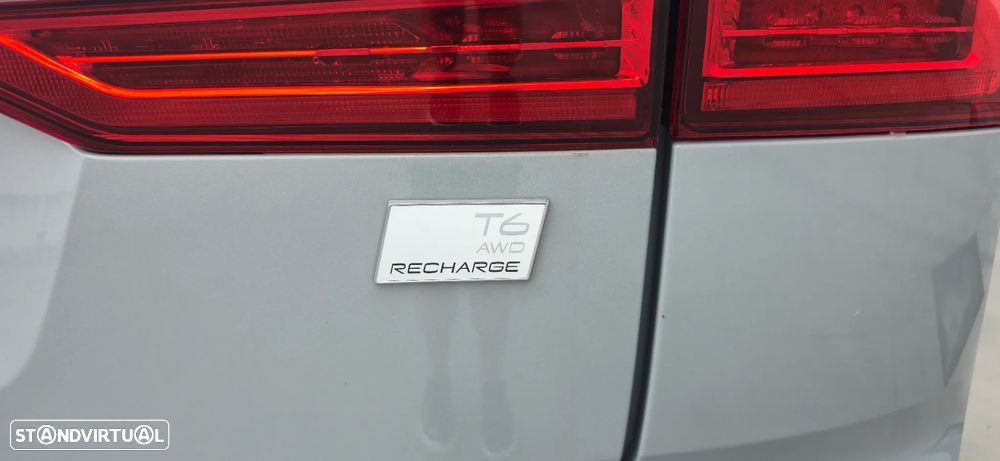 T6
AWD
RECHARGE
STANDVIRTUAL